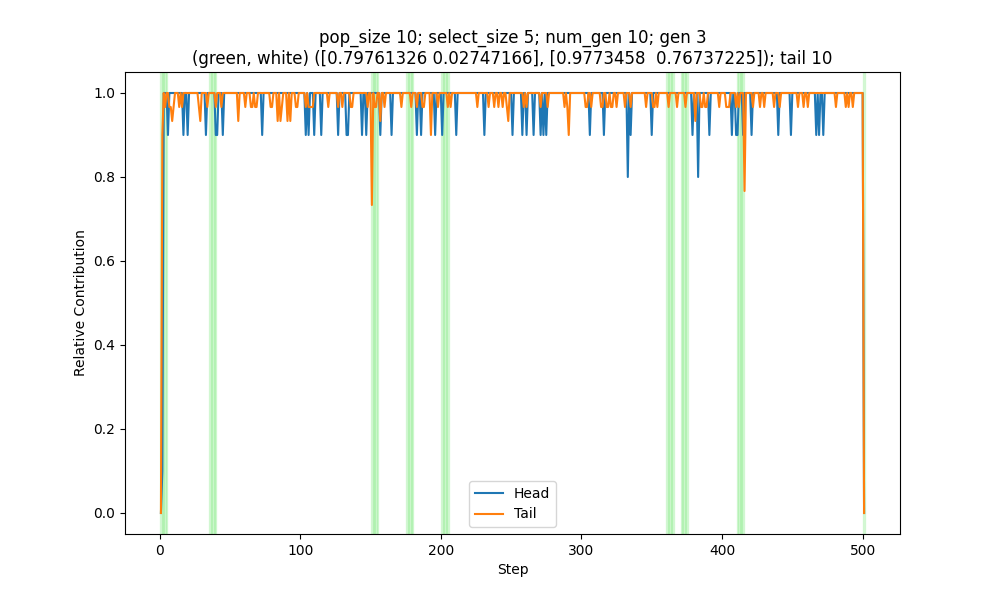 pop_size 10; select_size 5; num_gen 10; gen 3
(green, white) ([0.79761326 0.02747166], [0.9773458  0.76737225]); tail 10
Relative Contribution
1.0
0.8
0.6
0.4
0.2
0.0
Head
Tail
0 100 200 300 400 500
Step